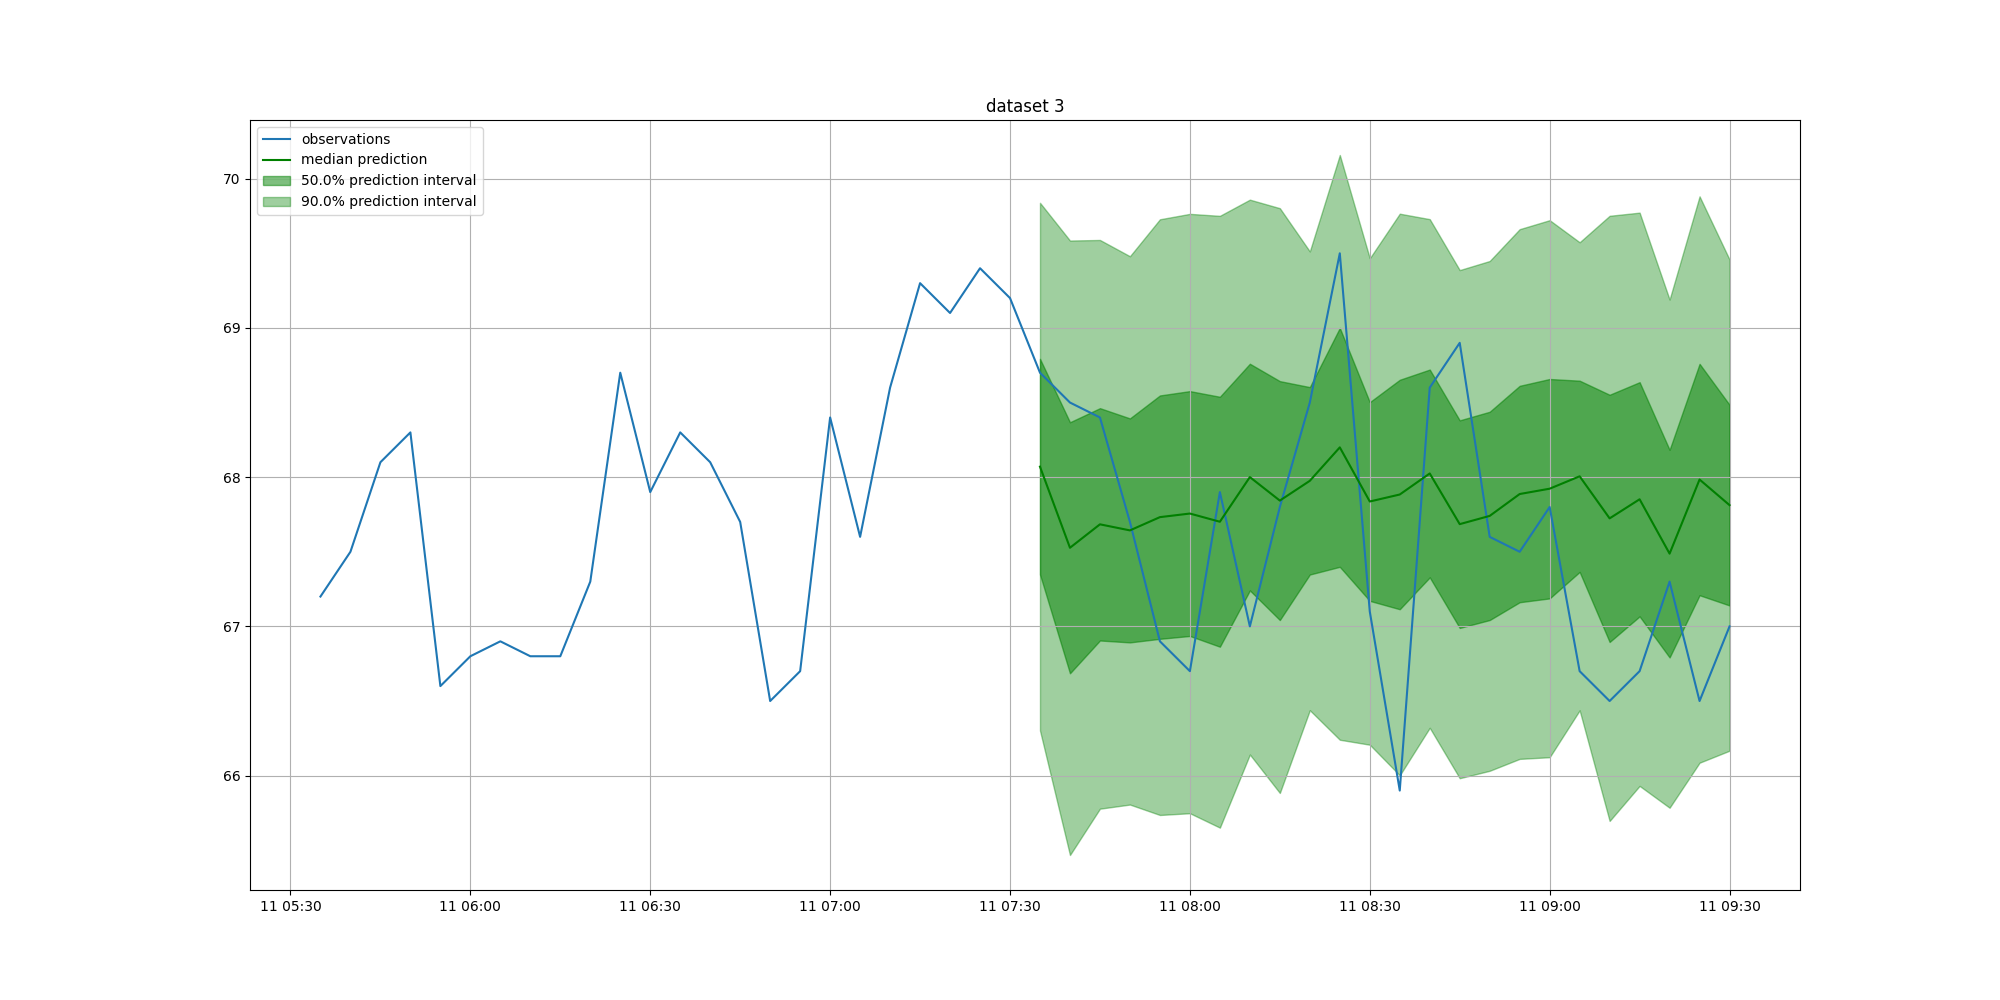 dataset 3
observations
median prediction
50.0% prediction interval
90.0% prediction interval
70
69
68
67
66
11 05:30 11 06:00 11 06:30 11 07:00 11 07:30 11 08:00 11 08:30 11 09:00 11 09:30